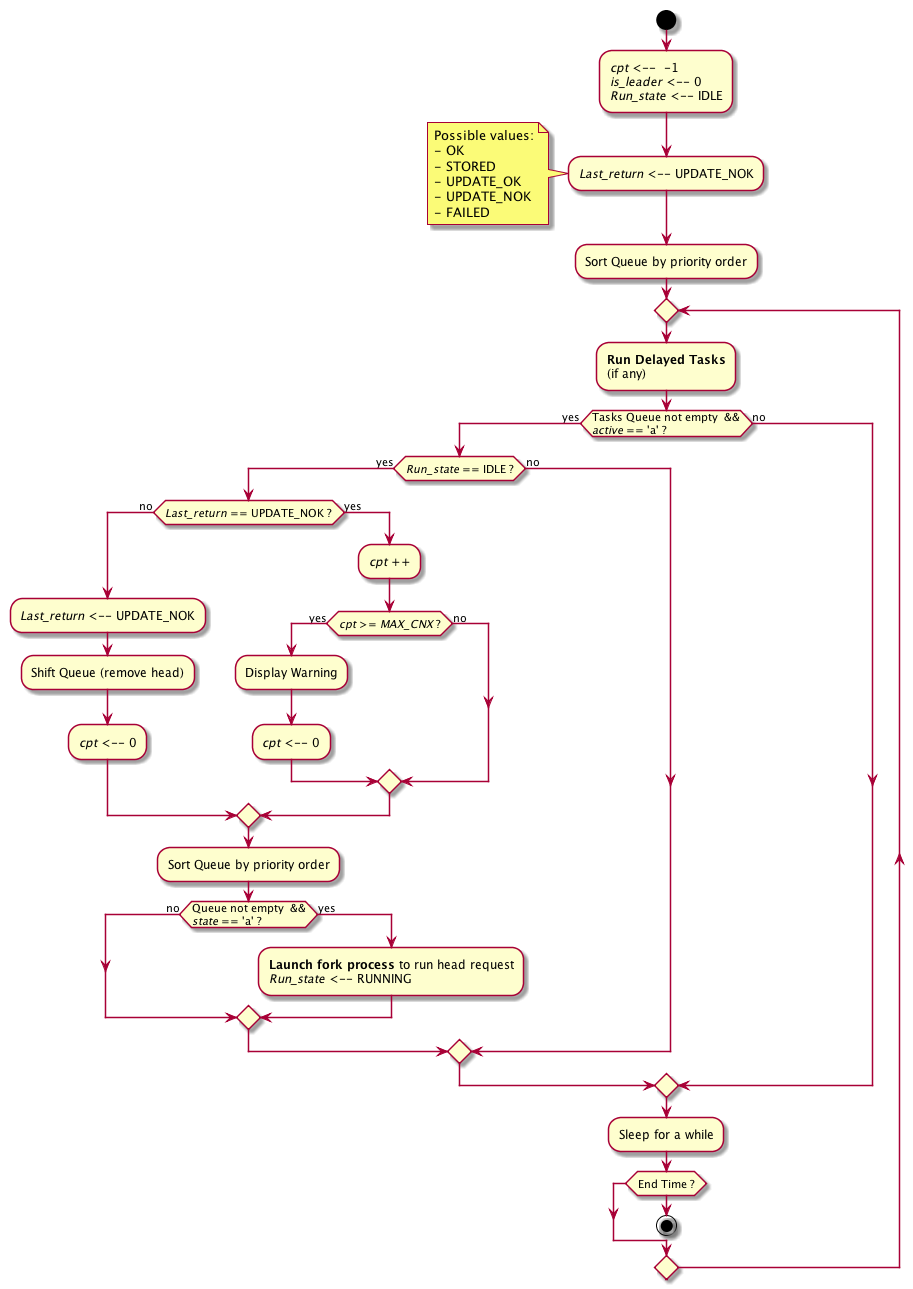 cpt <-- -1
is_leader <-- 0
Run_state <-- IDLE
Possible values:
- OK
- STORED
- UPDATE_OK
- UPDATE_NOK
- FAILED
Last_return <-- UPDATE_NOK
Sort Queue by priority order
Run Delayed Tasks
(if any)
yes
Tasks Queue not empty &&
active == 'a' ?
no
yes
Run_state == IDLE ?
no
no
Last_return == UPDATE_NOK ?
yes
cpt ++
Last_return <-- UPDATE_NOK
yes
cpt >= MAX_CNX ?
no
Shift Queue (remove head)
Display Warning
cpt <-- 0
cpt <-- 0
Sort Queue by priority order
no
Queue not empty &&
state == 'a' ?
yes
Launch fork process to run head request
Run_state <-- RUNNING
Sleep for a while
End Time ?